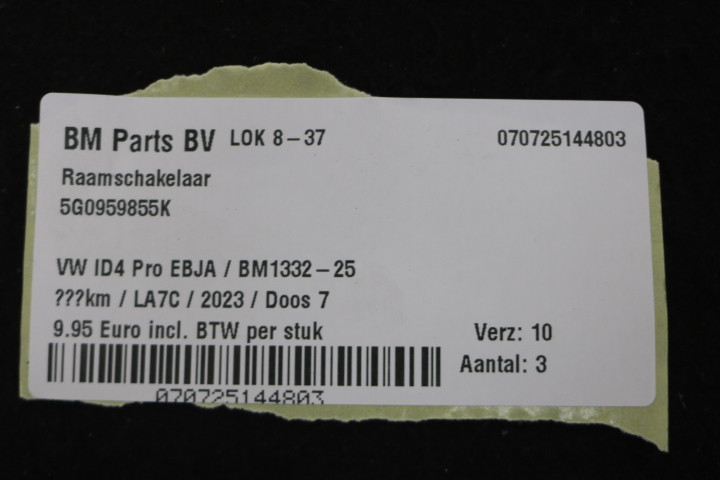 BM Parts BV LOK 8-37 070725144803
Raamschakelaar
5G0959855K
VW ID4 Pro EBJA / BM1332-25
???km / LA7C / 2023 / Doos 7
9.95 Euro incl. BTW per stuk Verz: 10
Aantal: 3
070725144803